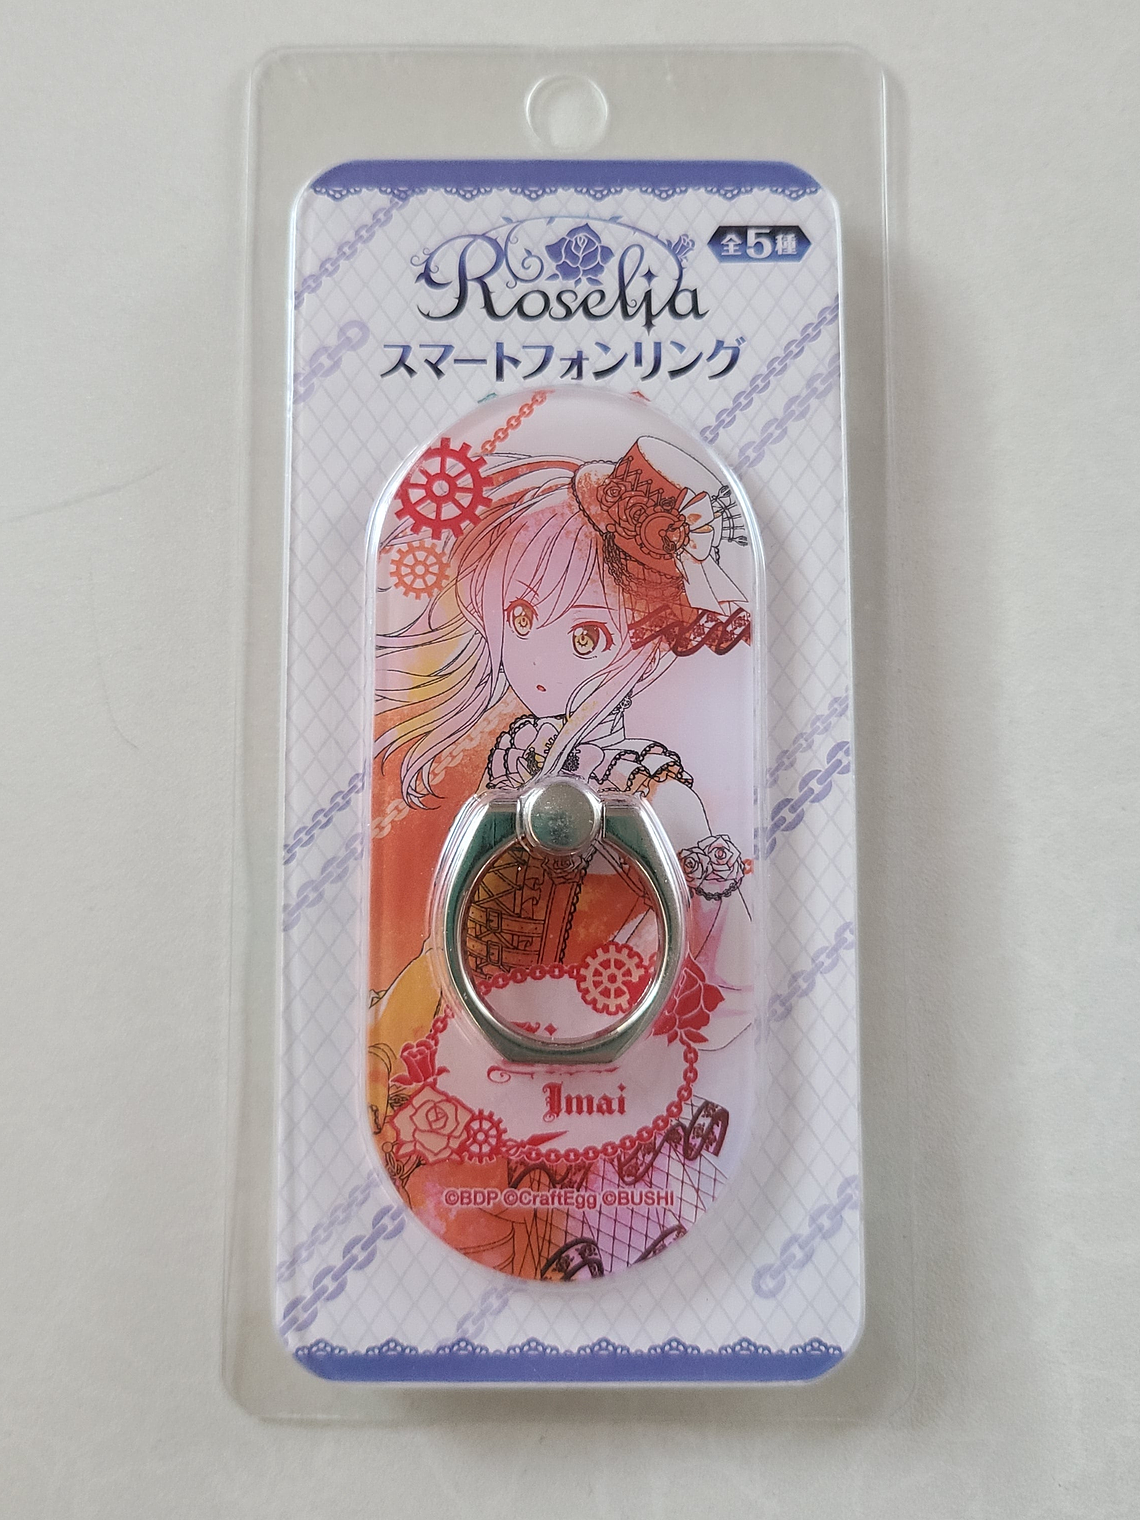 Roselia
全5種
スマートフォンリング
Imai
©BDP ©CraftEgg ©BUSHI